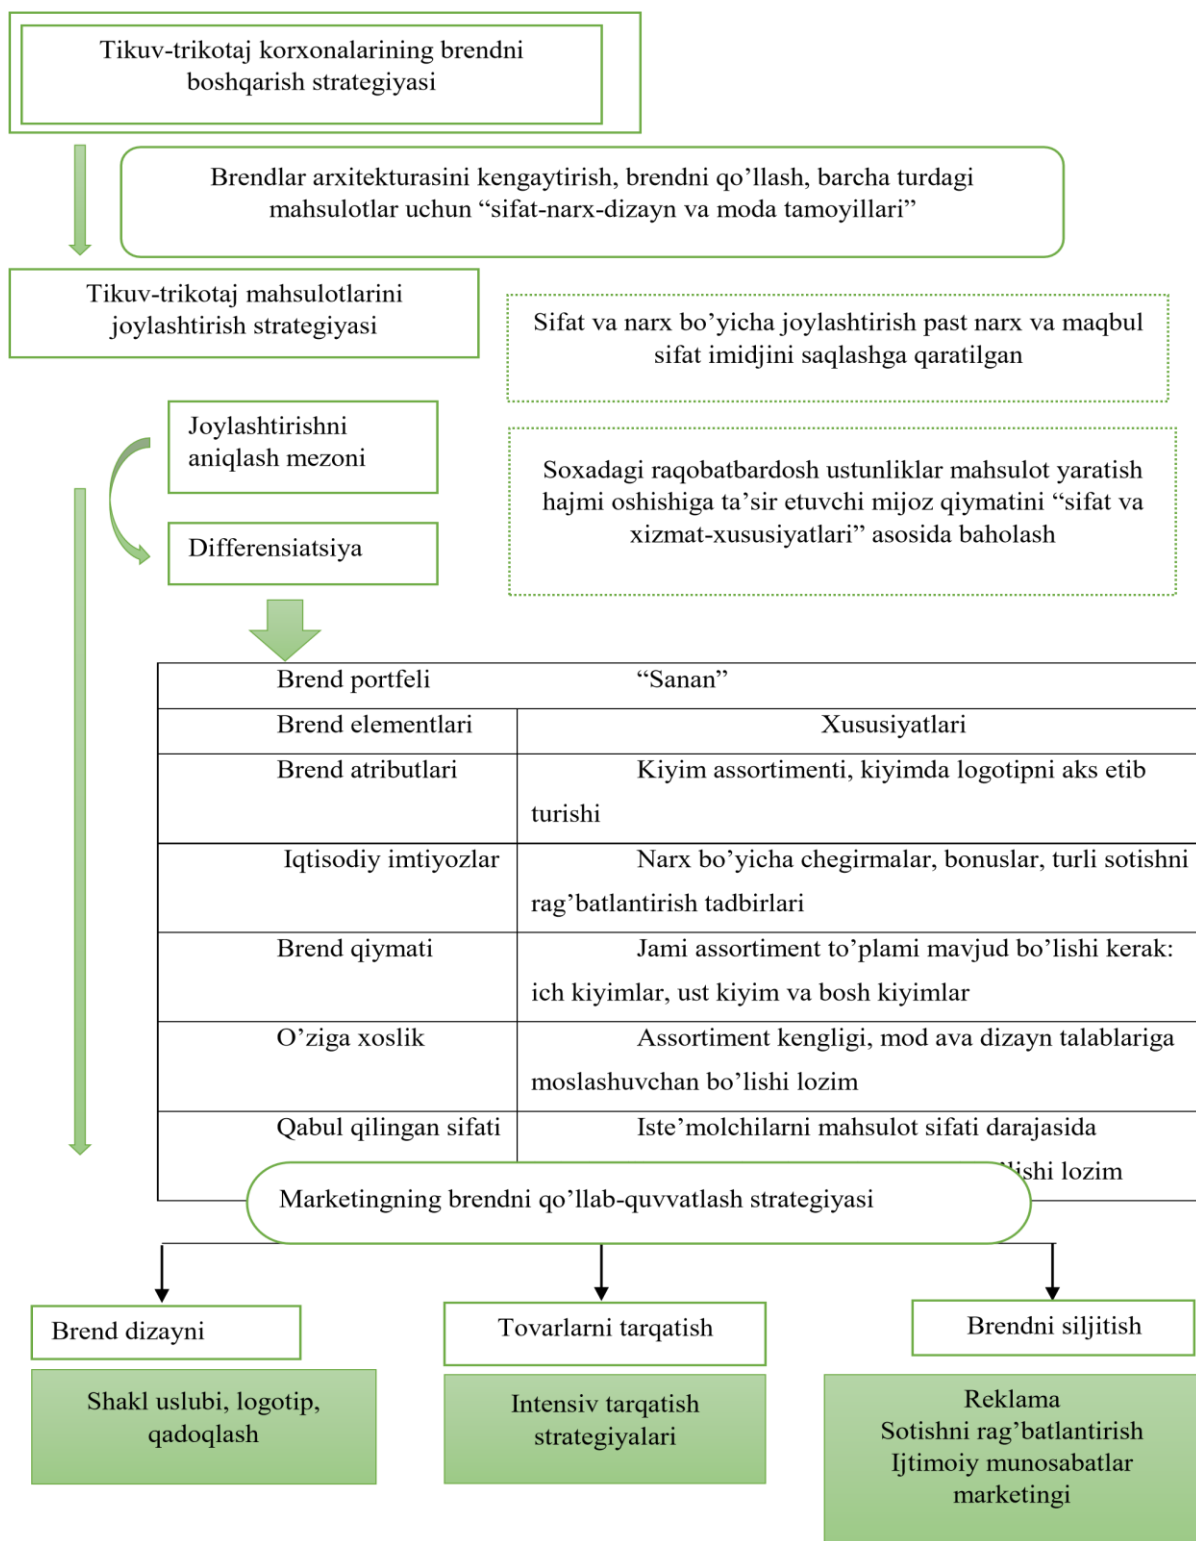 Tikuv-trikotaj korxonalarining brendni
boshqarish strategiyasi
Brendlar arxitekturasini kengaytirish, brendni qo’llash, barcha turdagi
mahsulotlar uchun “sifat-narx-dizayn va moda tamoyillari”
Tikuv-trikotaj mahsulotlarini
joylashtirish strategiyasi
Sifat va narx bo’yicha joylashtirish past narx va maqbul
sifat imidjini saqlashga qaratilgan
Joylashtirishni
aniqlash mezoni
Soxadagi raqobatbardosh ustunliklar mahsulot yaratish
hajmi oshishiga ta’sir etuvchi mijoz qiymatini “sifat va
xizmat-xususiyatlari” asosida baholash
Differensiatsiya
Brend portfeli “Sanan”
Brend elementlari Xususiyatlari
Brend atributlari Kiyim assortimenti, kiyimda logotipni aks etib
turishi
Iqtisodiy imtiyozlar Narx bo’yicha chegirmalar, bonuslar, turli sotishni
rag’batlantirish tadbirlari
Brend qiymati Jami assortiment to’plami mavjud bo’lishi kerak:
ich kiyimlar, ust kiyim va bosh kiyimlar
O’ziga xoslik Assortiment kengligi, mod ava dizayn talablariga
moslashuvchan bo’lishi lozim
Qabul qilingan sifati Iste’molchilarni mahsulot sifati darajasida
lozim
Marketingning brendni qo’llab-quvvatlash strategiyasi
Brend dizayni
Tovarlarni tarqatish
Brendni siljitish
Shakl uslubi, logotip,
qadoqlash
Intensiv tarqatish
strategiyalari
Reklama
Sotishni rag’batlantirish
Ijtimoiy munosabatlar
marketingi